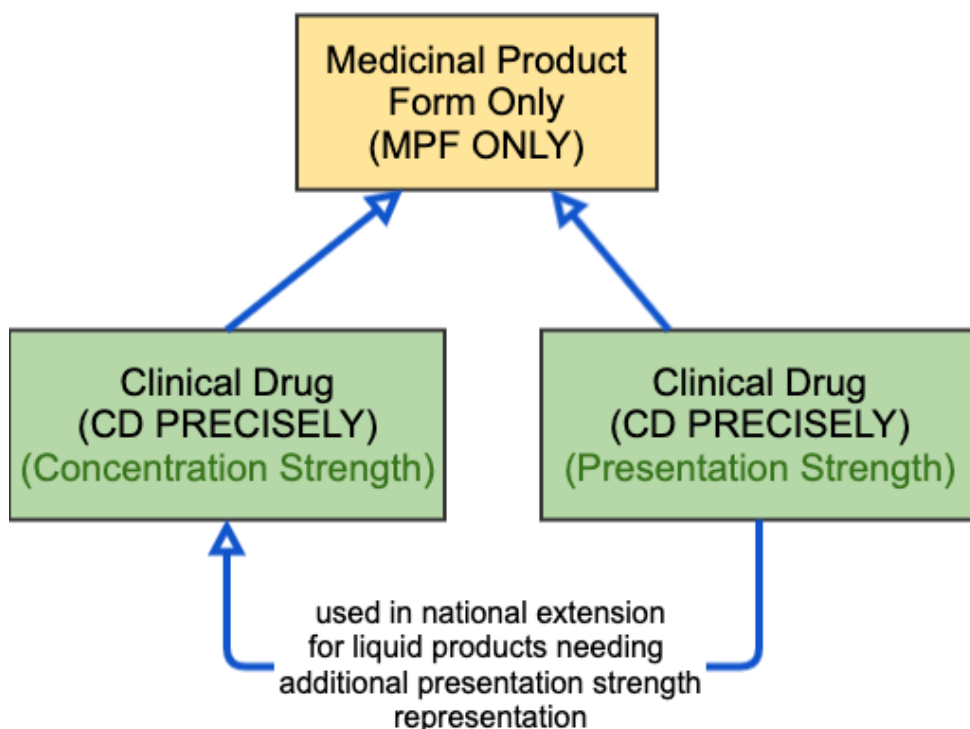 Medicinal Product
Form Only
(MPF ONLY)
Clinical Drug
(CD PRECISELY)
(Concentration Strength)
Clinical Drug
(CD PRECISELY)
(Presentation Strength)
used in national extension
for liquid products needing
additional presentation strength
representation